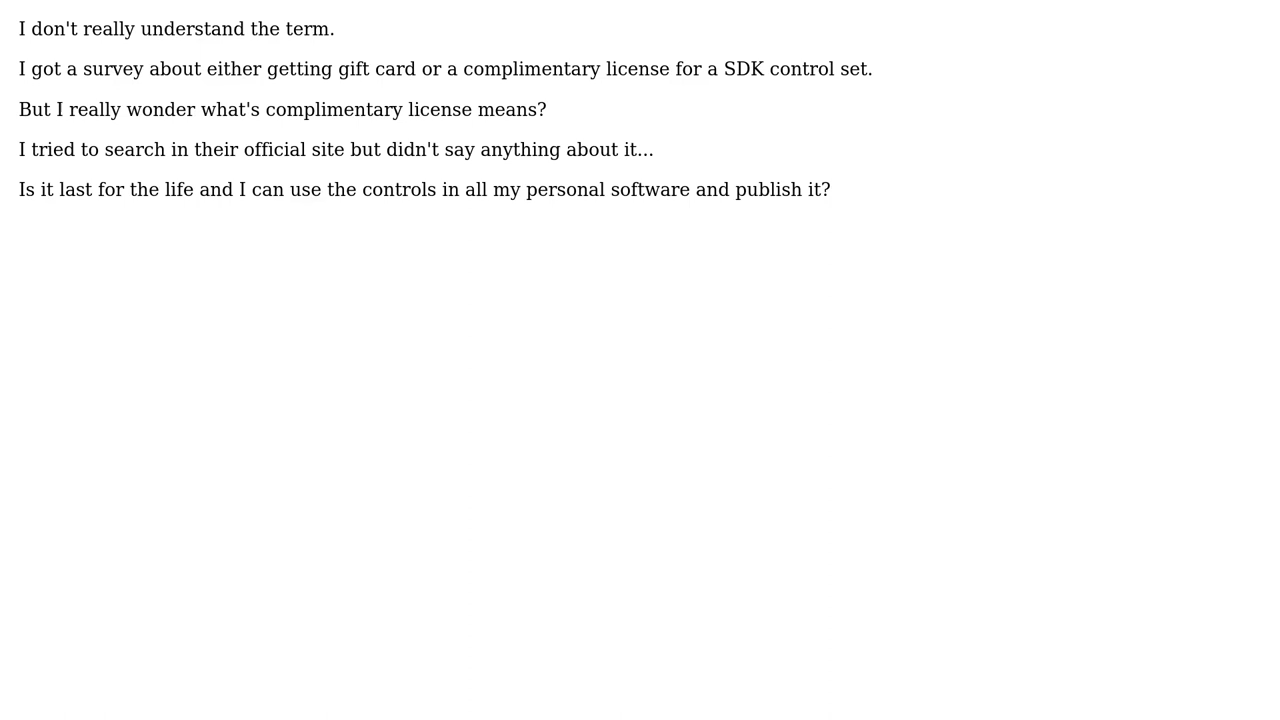 I don't really understand the term.
I got a survey about either getting gift card or a complimentary license for a SDK control set.
But I really wonder what's complimentary license means?
I tried to search in their official site but didn't say anything about it...
Is it last for the life and I can use the controls in all my personal software and publish it?